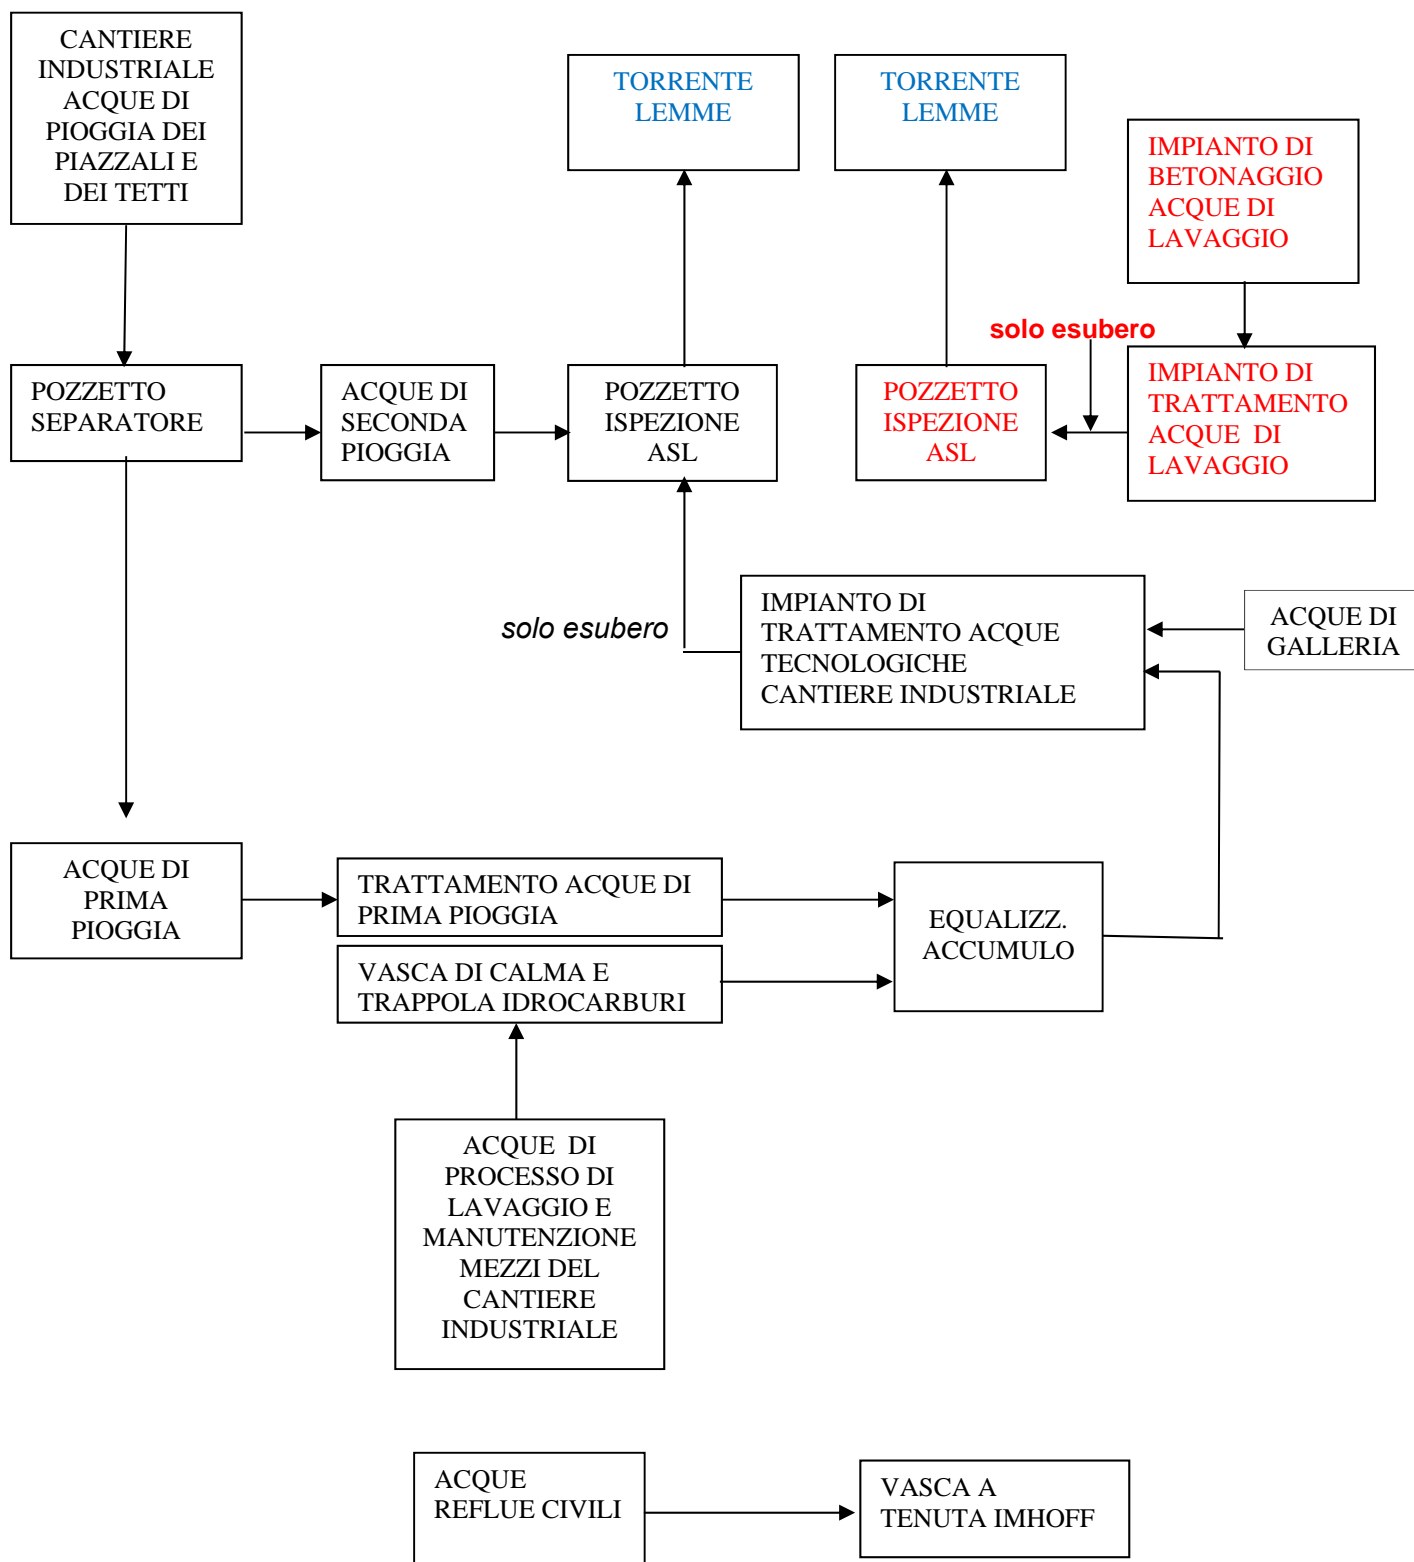 CANTIERE
INDUSTRIALE
ACQUE DI
PIOGGIA DEI
PIAZZALI E
DEI TETTI
TORRENTE
LEMME
TORRENTE
LEMME
IMPIANTO DI
BETONAGGIO
ACQUE DI
LAVAGGIO
solo esubero
POZZETTO
SEPARATORE
ACQUE DI
SECONDA
PIOGGIA
POZZETTO
ISPEZIONE
ASL
POZZETTO
ISPEZIONE
ASL
IMPIANTO DI
TRATTAMENTO
ACQUE DI
LAVAGGIO
solo esubero
IMPIANTO DI
TRATTAMENTO ACQUE
TECNOLOGICHE
CANTIERE INDUSTRIALE
ACQUE DI
GALLERIA
ACQUE DI
PRIMA
PIOGGIA
TRATTAMENTO ACQUE DI
PRIMA PIOGGIA
VASCA DI CALMA E
TRAPPOLA IDROCARBURI
EQUALIZZ.
ACCUMULO
ACQUE DI
PROCESSO DI
LAVAGGIO E
MANUTENZIONE
MEZZI DEL
CANTIERE
INDUSTRIALE
ACQUE
REFLUE CIVILI
VASCA A
TENUTA IMHOFF